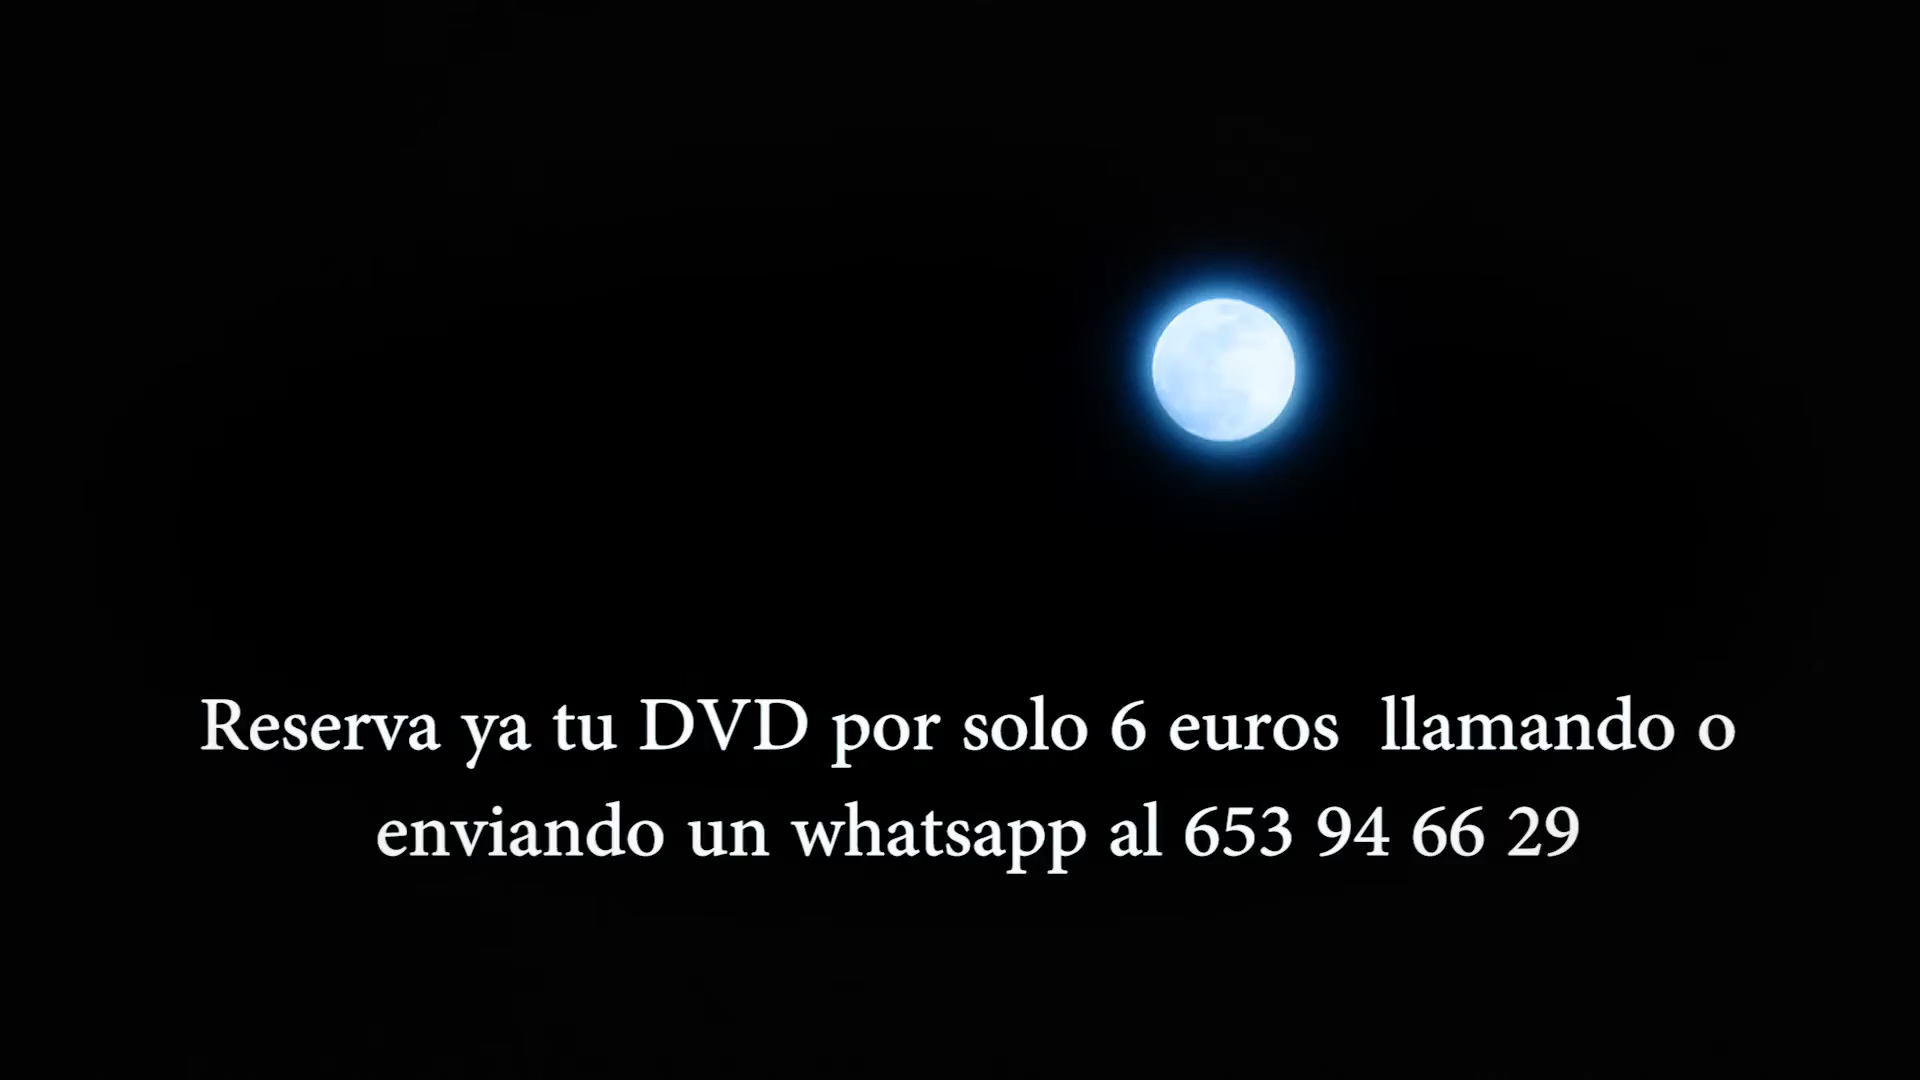 Reserva ya tu DVD por solo 6 euros  llamando o
enviando un whatsapp al 653 94 66 29